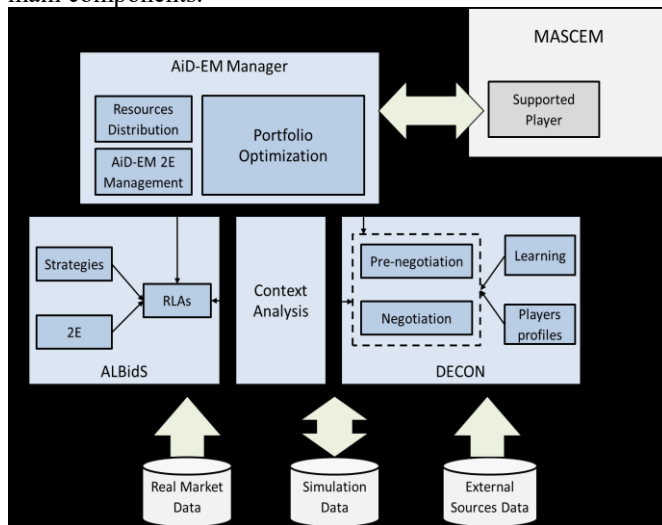 main components.
MASCEM
AiD-EM Manager
Supported
Player
Resources
Distribution
Portfolio
Optimization
AiD-EM 2E
Management
Strategies
RLAs
2E
ALBidS
Context
Analysis
Pre-negotiation
Negotiation
Learning
Players
profiles
DECON
Real Market
Data
Simulation
Data
External
Sources Data